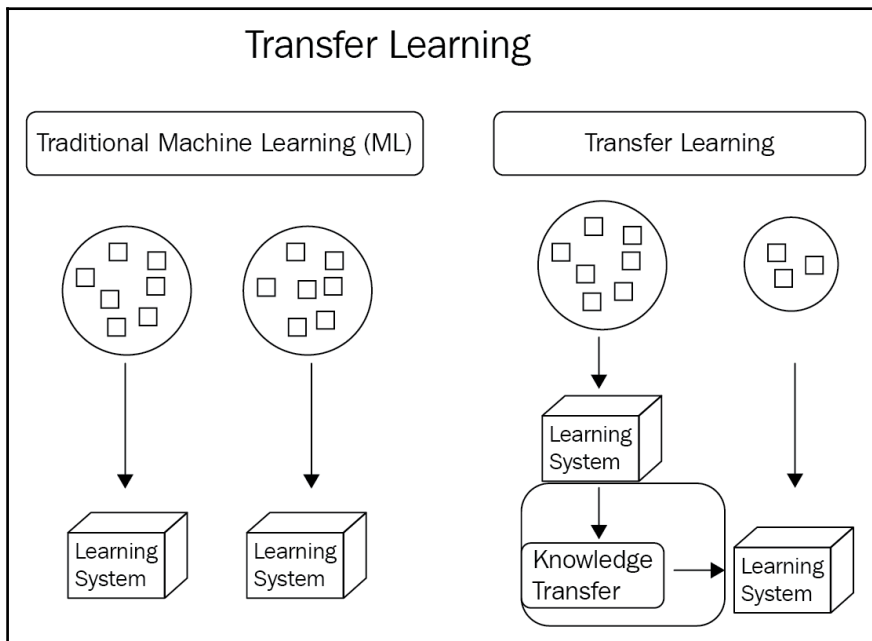 Transfer Learning
Traditional Machine Learning (ML)
Transfer Learning
Learning
System
Learning
System
Learning
System
Knowledge
Transfer
Learning
System